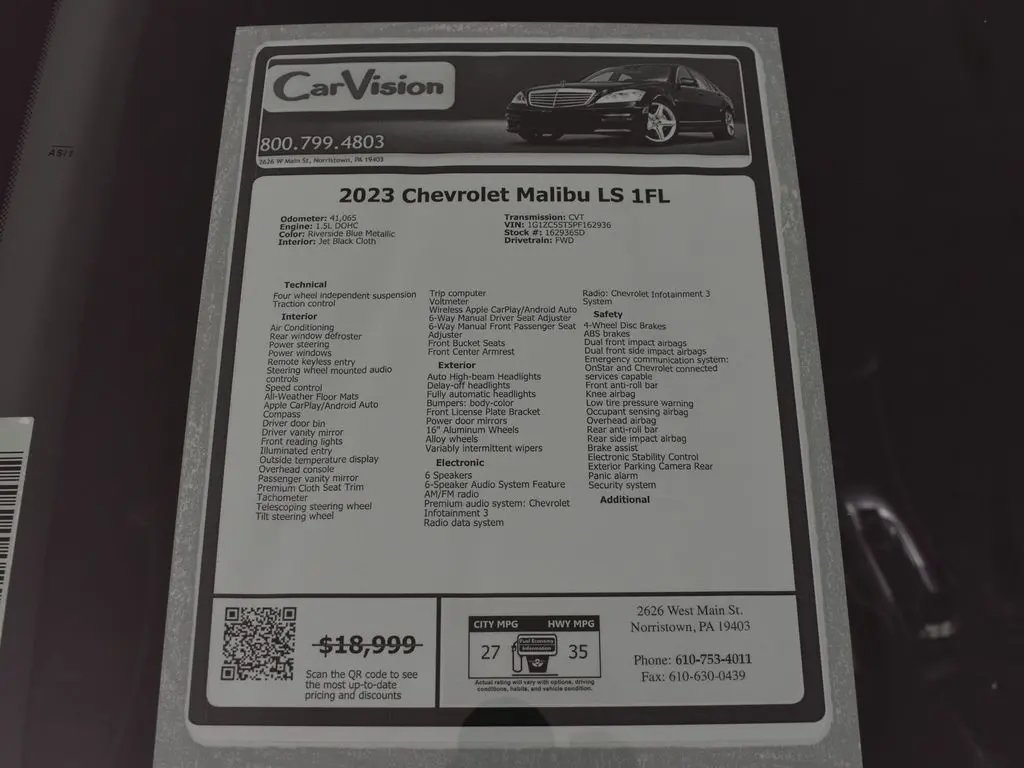 AS/1
CarVision
800.799.4803
2626 W Main St, Norristown, PA 19403
2023 Chevrolet Malibu LS 1FL
Odometer: 41,065
Engine: 1.5L DOHC
Color: Riverside Blue Metallic
Interior: Jet Black Cloth
Transmission: CVT
VIN: 1G1ZC5ST5PF162936
Stock #: 162936SD
Drivetrain: FWD
Technical
Four wheel independent suspension
Traction control
Interior
Air Conditioning
Rear window defroster
Power steering
Power windows
Remote keyless entry
Steering wheel mounted audio
controls
Speed control
All-Weather Floor Mats
Apple CarPlay/Android Auto
Compass
Driver door bin
Driver vanity mirror
Front reading lights
Illuminated entry
Outside temperature display
Overhead console
Passenger vanity mirror
Premium Cloth Seat Trim
Tachometer
Telescoping steering wheel
Tilt steering wheel
Trip computer
Voltmeter
Wireless Apple CarPlay/Android Auto
6-Way Manual Driver Seat Adjuster
6-Way Manual Front Passenger Seat
Adjuster
Front Bucket Seats
Front Center Armrest
Exterior
Auto High-beam Headlights
Delay-off headlights
Fully automatic headlights
Bumpers: body-color
Front License Plate Bracket
Power door mirrors
16" Aluminum Wheels
Alloy wheels
Variably intermittent wipers
Electronic
6 Speakers
6-Speaker Audio System Feature
AM/FM radio
Premium audio system: Chevrolet
Infotainment 3
Radio data system
Radio: Chevrolet Infotainment 3
System
Safety
4-Wheel Disc Brakes
ABS brakes
Dual front impact airbags
Dual front side impact airbags
Emergency communication system:
OnStar and Chevrolet connected
services capable
Front anti-roll bar
Knee airbag
Low tire pressure warning
Occupant sensing airbag
Overhead airbag
Rear anti-roll bar
Rear side impact airbag
Brake assist
Electronic Stability Control
Exterior Parking Camera Rear
Panic alarm
Security system
Additional
$18,999
Scan the QR code to see
the most up-to-date
pricing and discounts
CITY MPG
27
Fuel Economy
Information
HWY MPG
35
Actual rating will vary with options, driving
conditions, habits, and vehicle condition.
2626 West Main St.
Norristown, PA 19403
Phone: 610-753-4011
Fax: 610-630-0439